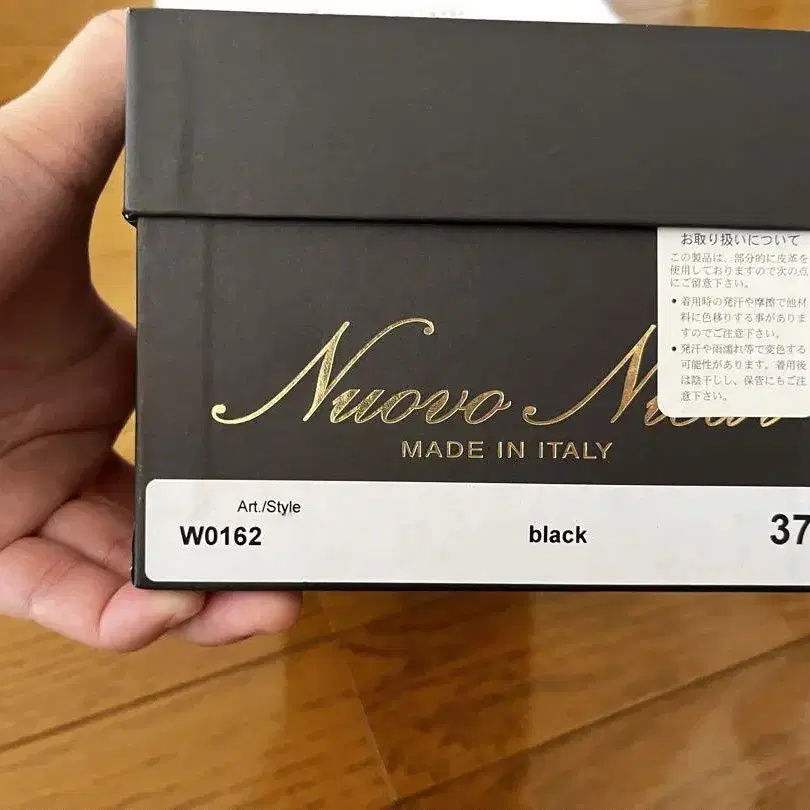 お取り扱いについて
この製品は、部分的に皮革を
使用しておりますので次の点
にご留意下さい。
• 着用時の発汗や摩擦で他材
料に色移りする事がありま
すのでご注意下さい。
• 発汗や雨濡れ等で変色する
可能性があります。着用後
は陰干しし、保管にもご注
意下さい。
Nuovo
MADE IN ITALY
Art./Style
W0162 black 37